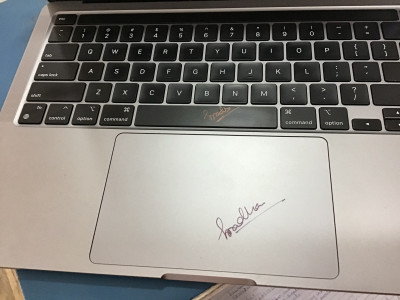 1 2 3 4 5 6 7 8 9 0
Q W E R T Y U I O P { [ } ]
caps lock A S D F G H J K L : ; " '
shift Z X C V B N M < , > . ? /
fn control option command command option